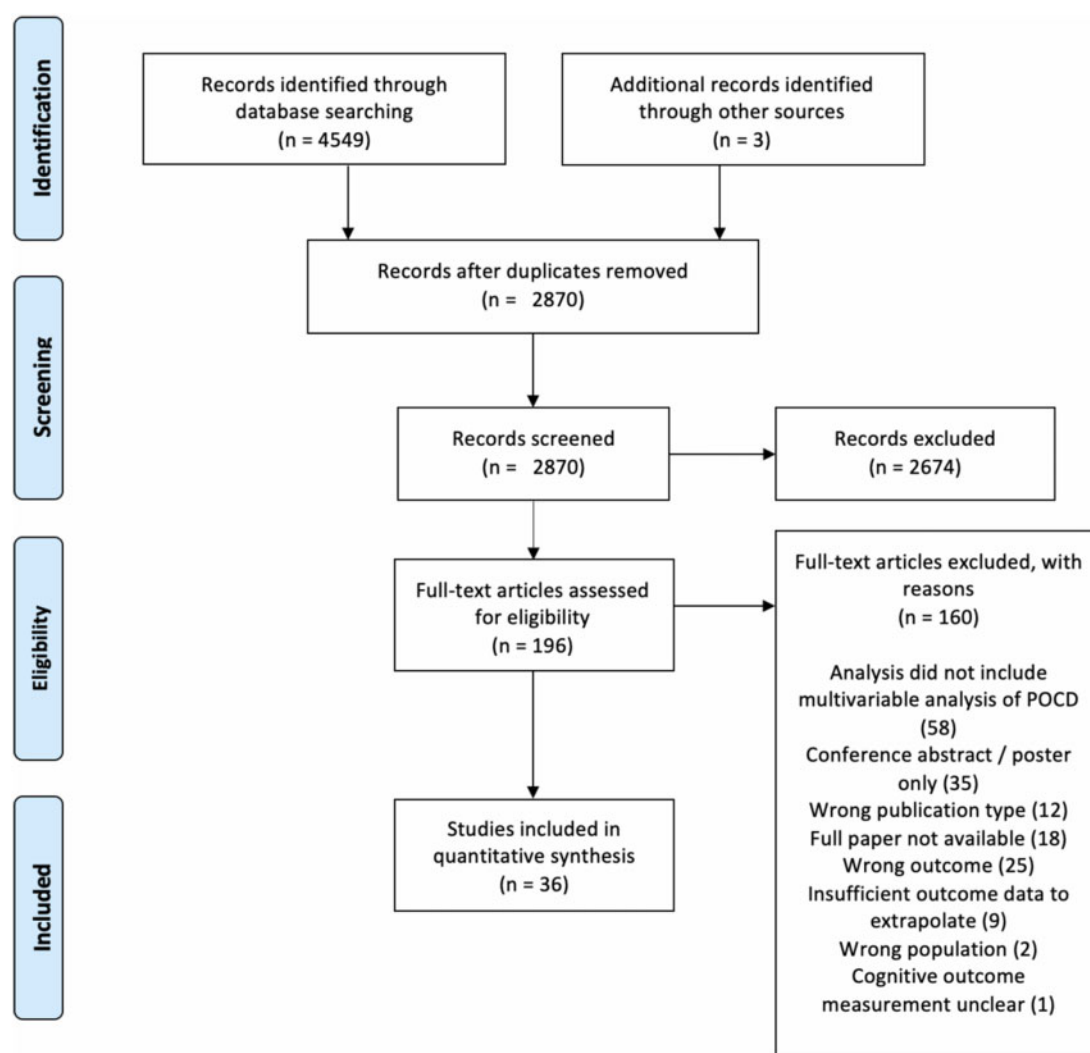 Identification
Records identified through
database searching
(n = 4549)
Additional records identified
through other sources
(n = 3)
Records after duplicates removed
(n = 2870)
Screening
Records screened
(n = 2870)
Records excluded
(n = 2674)
Eligibility
Full-text articles assessed
for eligibility
(n = 196)
Full-text articles excluded, with
reasons
(n = 160)
Analysis did not include
multivariable analysis of POCD
(58)
Conference abstract / poster
only (35)
Wrong publication type (12)
Full paper not available (18)
Wrong outcome (25)
Insufficient outcome data to
extrapolate (9)
Wrong population (2)
Cognitive outcome
measurement unclear (1)
Included
Studies included in
quantitative synthesis
(n = 36)